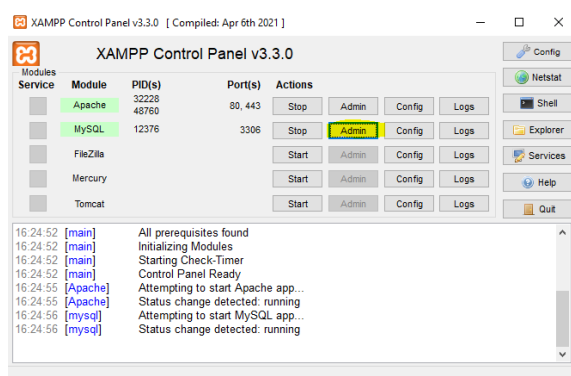 XAMPP Control Panel v3.3.0 [ Compiled: Apr 6th 2021 ]
XAMPP Control Panel v3.3.0
Config
Modules
Service Module PID(s) Port(s) Actions
Netstat
Apache 32228 48760 80, 443 Stop Admin Config Logs
Shell
MySQL 12376 3306 Stop Admin Config Logs
Explorer
FileZilla Start Admin Config Logs
Services
Mercury Start Admin Config Logs
Help
Tomcat Start Admin Config Logs
Quit
16:24:52 [main] All prerequisites found
16:24:52 [main] Initializing Modules
16:24:52 [main] Starting Check-Timer
16:24:52 [main] Control Panel Ready
16:24:55 [Apache] Attempting to start Apache app...
16:24:55 [Apache] Status change detected: running
16:24:56 [mysql] Attempting to start MySQL app...
16:24:56 [mysql] Status change detected: running